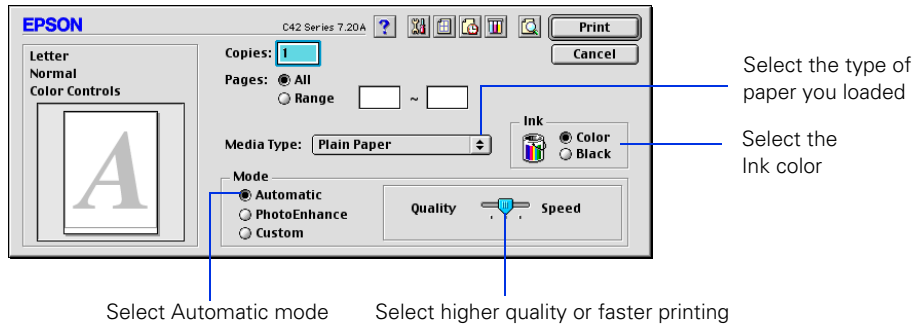 EPSON
C42 Series 7.20A
?
Print
Cancel
Letter
Normal
Color Controls
A
Copies: 1
Pages: All
Range ~
Media Type: Plain Paper
Ink
Color
Black
Mode
Automatic
PhotoEnhance
Custom
Quality Speed
Select the type of
paper you loaded
Select the
Ink color
Select Automatic mode
Select higher quality or faster printing